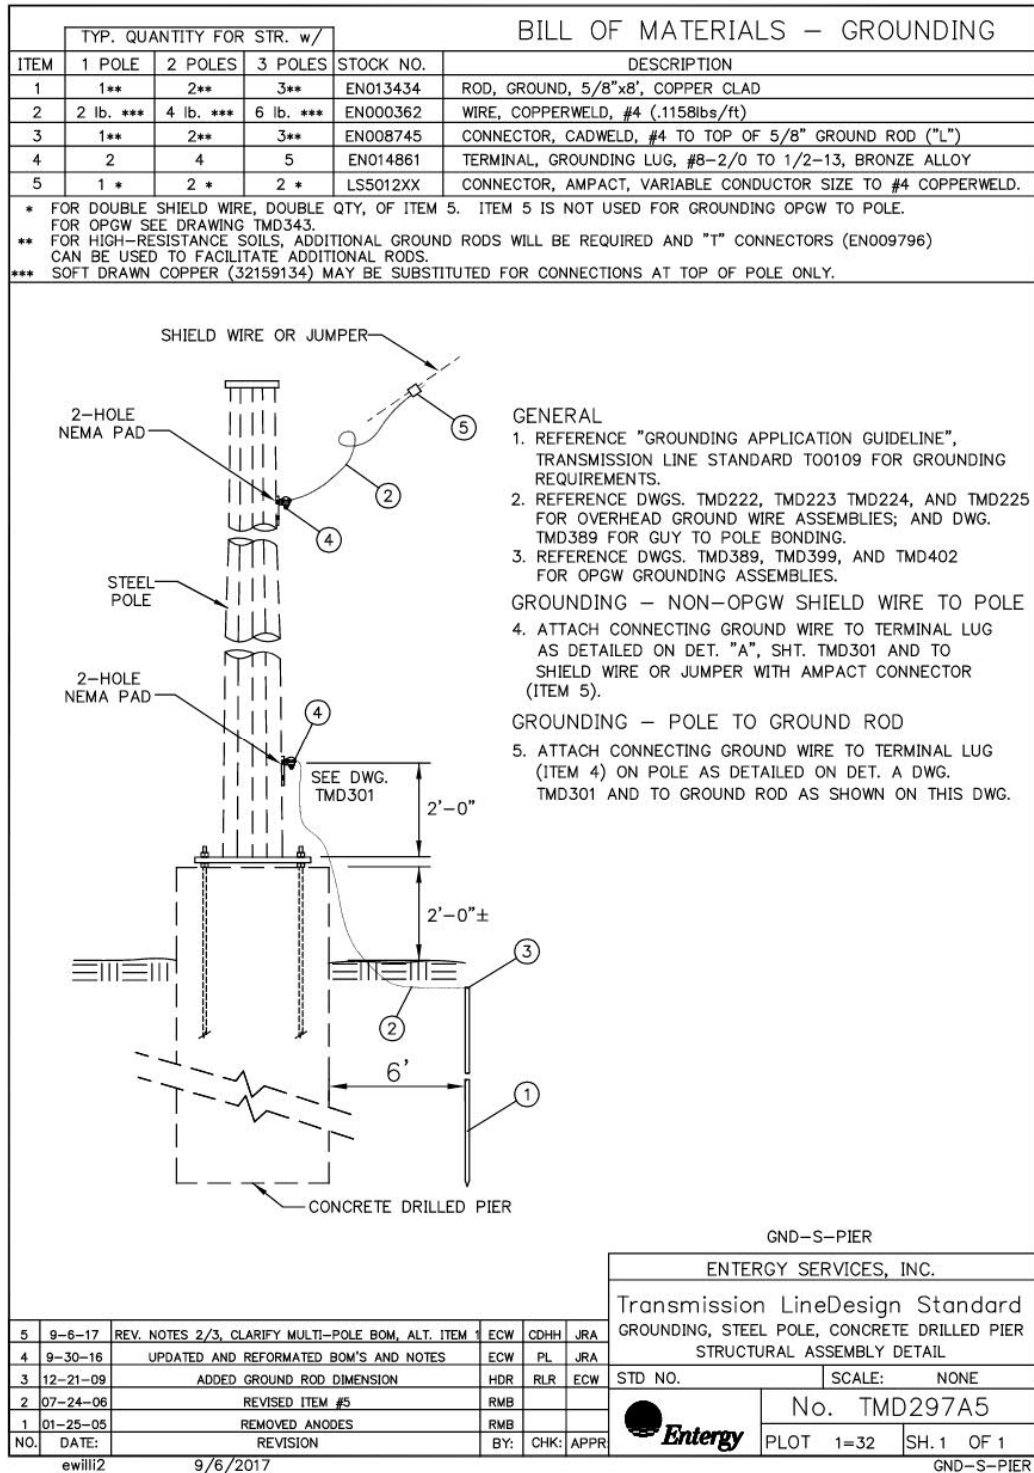 TYP. QUANTITY FOR STR. w/
BILL OF MATERIALS – GROUNDING
ITEM 1 POLE 2 POLES 3 POLES STOCK NO. DESCRIPTION
1 1** 2** 3** EN013434 ROD, GROUND, 5/8"x8', COPPER CLAD
2 2 lb. *** 4 lb. *** 6 lb. *** EN000362 WIRE, COPPERWELD, #4 (.1158lbs/ft)
3 1** 2** 3** EN008745 CONNECTOR, CADWELD, #4 TO TOP OF 5/8" GROUND ROD ("L")
4 2 4 5 EN014861 TERMINAL, GROUNDING LUG, #8-2/0 TO 1/2-13, BRONZE ALLOY
5 1 * 2 * 2 * LS5012XX CONNECTOR, AMPACT, VARIABLE CONDUCTOR SIZE TO #4 COPPERWELD.
* FOR DOUBLE SHIELD WIRE, DOUBLE QTY, OF ITEM 5. ITEM 5 IS NOT USED FOR GROUNDING OPGW TO POLE.
FOR OPGW SEE DRAWING TMD343.
** FOR HIGH-RESISTANCE SOILS, ADDITIONAL GROUND RODS WILL BE REQUIRED AND "T" CONNECTORS (EN009796)
CAN BE USED TO FACILITATE ADDITIONAL RODS.
*** SOFT DRAWN COPPER (32159134) MAY BE SUBSTITUTED FOR CONNECTIONS AT TOP OF POLE ONLY.
SHIELD WIRE OR JUMPER
2-HOLE
NEMA PAD
5
2
4
STEEL
POLE
2-HOLE
NEMA PAD
4
SEE DWG.
TMD301
2'-0"
2'-0"±
3
2
6'
1
CONCRETE DRILLED PIER
GENERAL
1. REFERENCE "GROUNDING APPLICATION GUIDELINE",
TRANSMISSION LINE STANDARD TO0109 FOR GROUNDING
REQUIREMENTS.
2. REFERENCE DWGS. TMD222, TMD223 TMD224, AND TMD225
FOR OVERHEAD GROUND WIRE ASSEMBLIES; AND DWG.
TMD389 FOR GUY TO POLE BONDING.
3. REFERENCE DWGS. TMD389, TMD399, AND TMD402
FOR OPGW GROUNDING ASSEMBLIES.
GROUNDING – NON-OPGW SHIELD WIRE TO POLE
4. ATTACH CONNECTING GROUND WIRE TO TERMINAL LUG
AS DETAILED ON DET. "A", SHT. TMD301 AND TO
SHIELD WIRE OR JUMPER WITH AMPACT CONNECTOR
(ITEM 5).
GROUNDING – POLE TO GROUND ROD
5. ATTACH CONNECTING GROUND WIRE TO TERMINAL LUG
(ITEM 4) ON POLE AS DETAILED ON DET. A DWG.
TMD301 AND TO GROUND ROD AS SHOWN ON THIS DWG.
GND-S-PIER
ENTERGY SERVICES, INC.
Transmission LineDesign Standard
GROUNDING, STEEL POLE, CONCRETE DRILLED PIER
STRUCTURAL ASSEMBLY DETAIL
STD NO. SCALE: NONE
Entergy
No. TMD297A5
PLOT 1=32 SH. 1 OF 1
5 9-6-17 REV. NOTES 2/3, CLARIFY MULTI-POLE BOM, ALT. ITEM 1 ECW CDHH JRA
4 9-30-16 UPDATED AND REFORMATED BOM'S AND NOTES ECW PL JRA
3 12-21-09 ADDED GROUND ROD DIMENSION HDR RLR ECW
2 07-24-06 REVISED ITEM #5 RMB
1 01-25-05 REMOVED ANODES RMB
NO. DATE: REVISION BY: CHK: APPR:
ewilli2 9/6/2017 GND-S-PIER